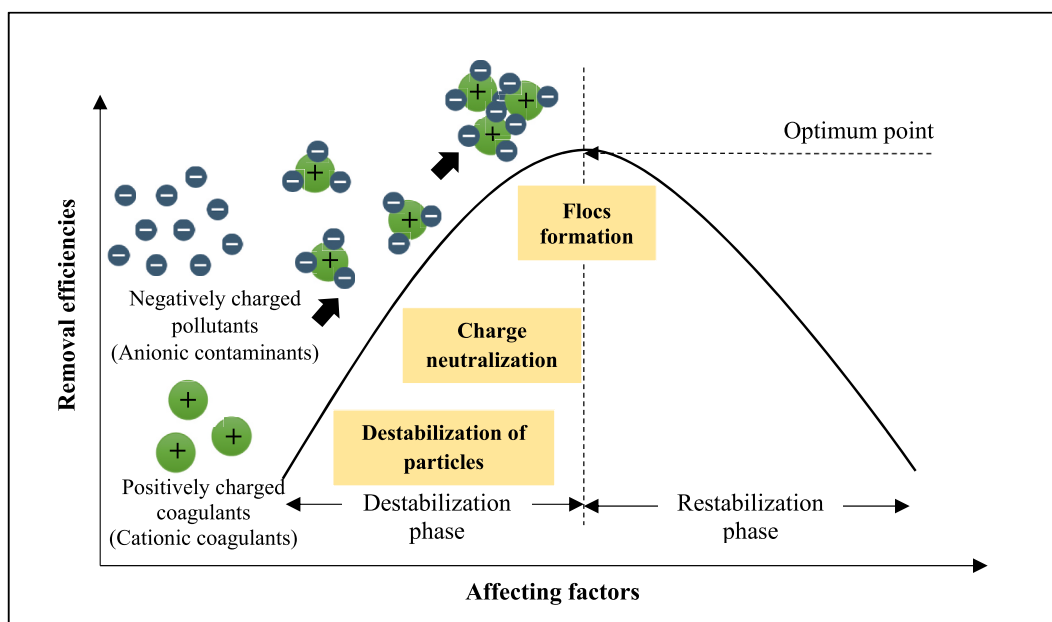 Optimum point
Flocs
formation
Removal efficiencies
Negatively charged
pollutants
(Anionic contaminants)
Charge
neutralization
Destabilization of
particles
Positively charged
coagulants
(Cationic coagulants)
Destabilization
phase
Restabilization
phase
Affecting factors